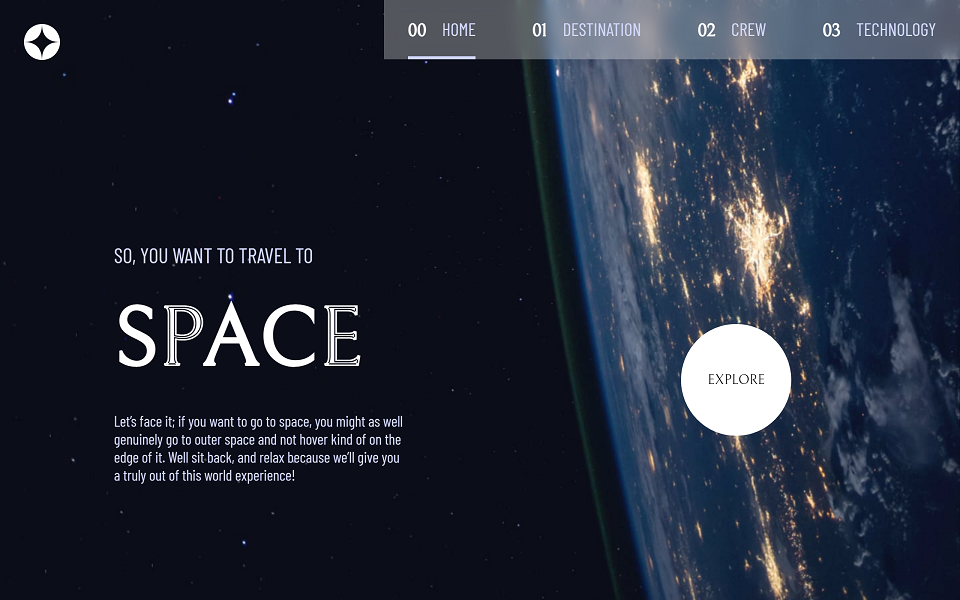 00 HOME 01 DESTINATION 02 CREW 03 TECHNOLOGY
SO, YOU WANT TO TRAVEL TO
SPACE
Let’s face it; if you want to go to space, you might as well
genuinely go to outer space and not hover kind of on the
edge of it. Well sit back, and relax because we’ll give you
a truly out of this world experience!
EXPLORE